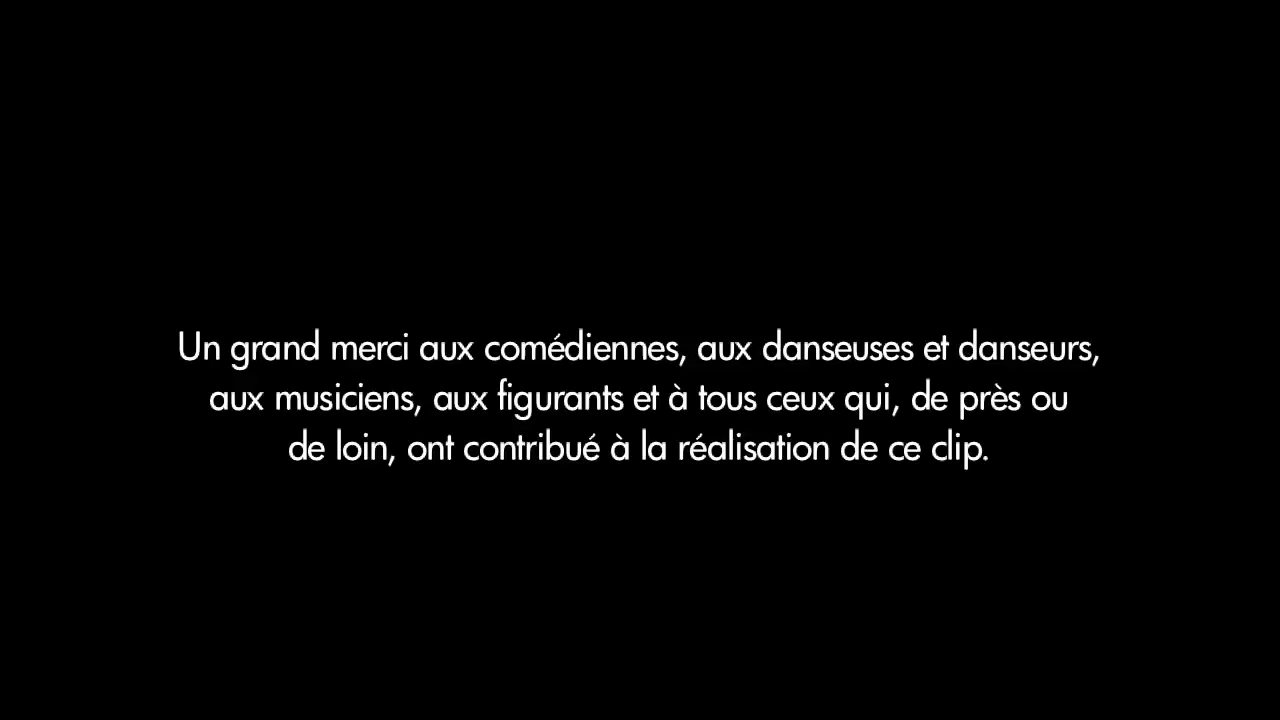 Un grand merci aux comédiennes, aux danseuses et danseurs,
aux musiciens, aux figurants et à tous ceux qui, de près ou
de loin, ont contribué à la réalisation de ce clip.